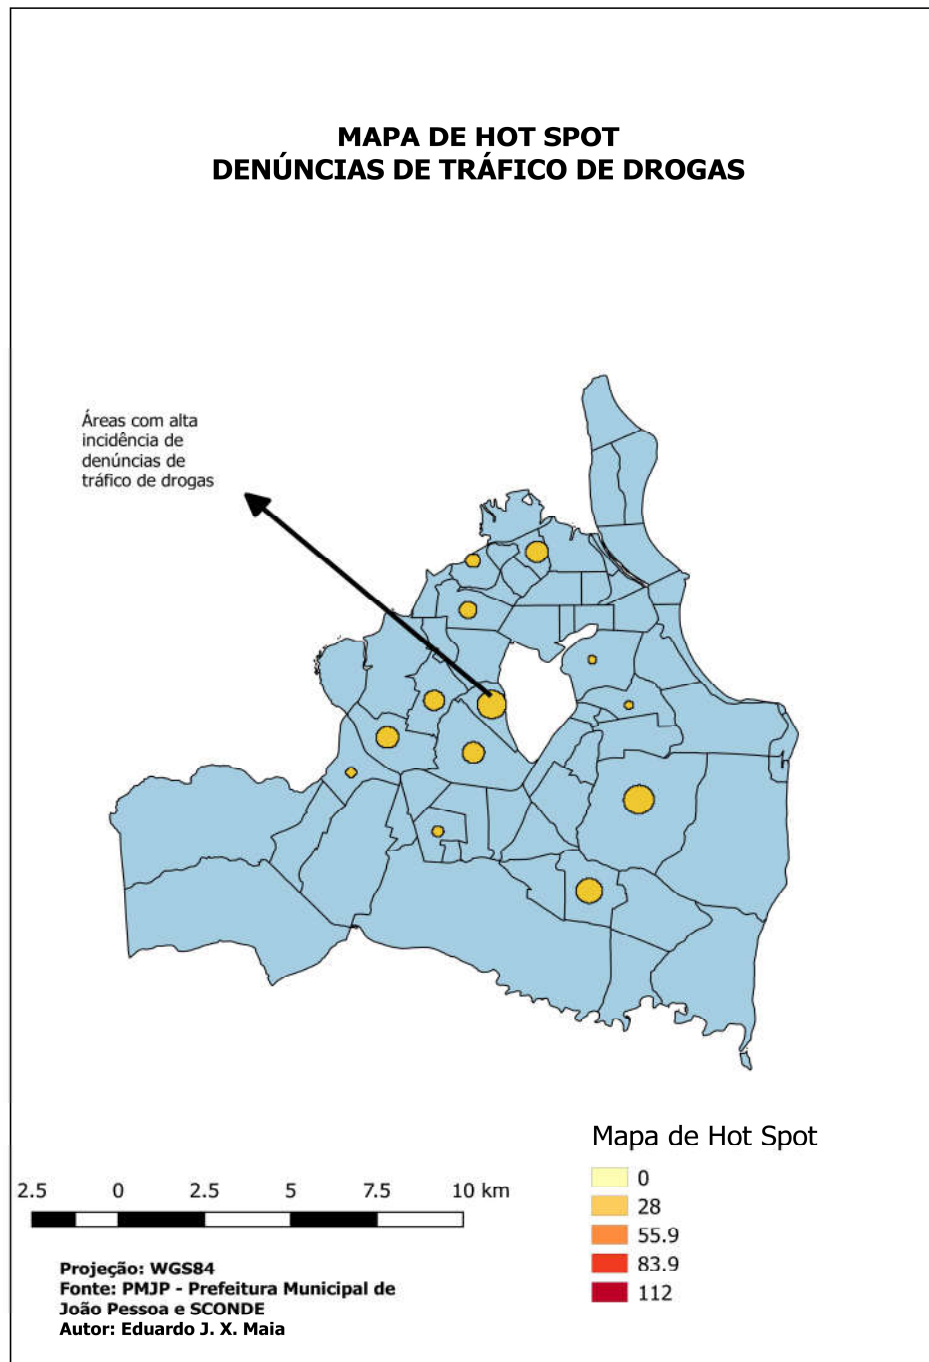 MAPA DE HOT SPOT
DENÚNCIAS DE TRÁFICO DE DROGAS
Áreas com alta
incidência de
denúncias de
tráfico de drogas
Mapa de Hot Spot
0
28
55.9
83.9
112
2.5 0 2.5 5 7.5 10 km
Projeção: WGS84
Fonte: PMJP - Prefeitura Municipal de
João Pessoa e SCONDE
Autor: Eduardo J. X. Maia